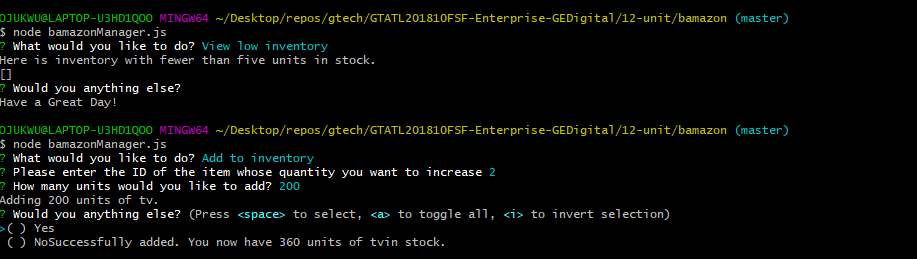 OJUKWU@LAPTOP-U3HD1QOO MINGW64 ~/Desktop/repos/gtech/GTATL201810FSF-Enterprise-GEDigital/12-unit/bamazon (master)
$ node bamazonManager.js
? What would you like to do? View low inventory
Here is inventory with fewer than five units in stock.
[]
? Would you anything else?
Have a Great Day!
OJUKWU@LAPTOP-U3HD1QOO MINGW64 ~/Desktop/repos/gtech/GTATL201810FSF-Enterprise-GEDigital/12-unit/bamazon (master)
$ node bamazonManager.js
? What would you like to do? Add to inventory
? Please enter the ID of the item whose quantity you want to increase 2
? How many units would you like to add? 200
Adding 200 units of tv.
? Would you anything else? (Press <space> to select, <a> to toggle all, <i> to invert selection)
>( ) Yes
 ( ) NoSuccessfully added. You now have 360 units of tvin stock.